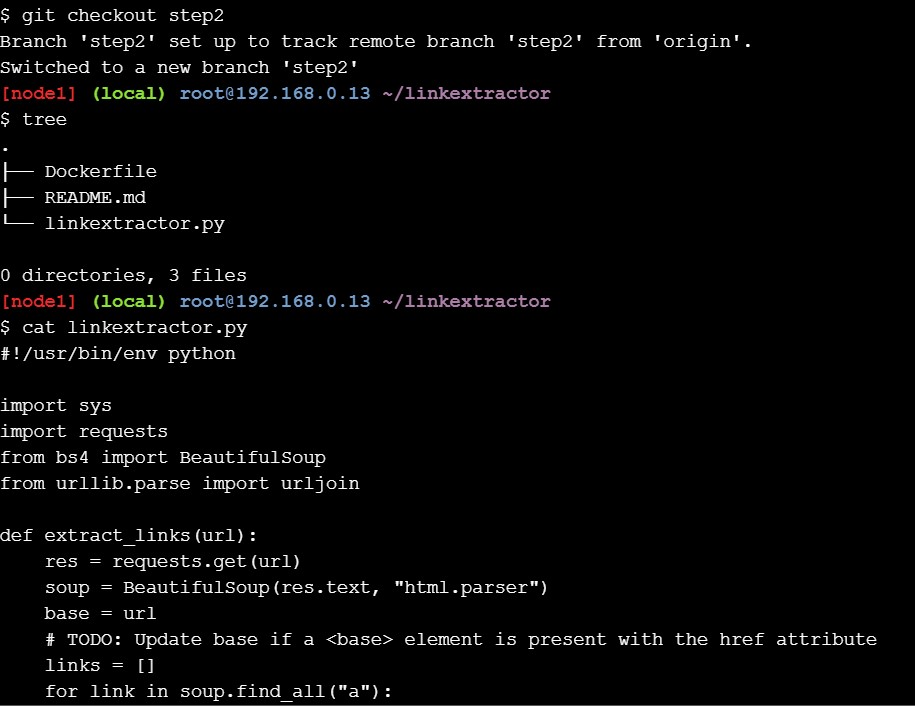 $ git checkout step2
Branch 'step2' set up to track remote branch 'step2' from 'origin'.
Switched to a new branch 'step2'
[node1] (local) root@192.168.0.13 ~/linkextractor
$ tree
.
├── Dockerfile
├── README.md
└── linkextractor.py

0 directories, 3 files
[node1] (local) root@192.168.0.13 ~/linkextractor
$ cat linkextractor.py
#!/usr/bin/env python

import sys
import requests
from bs4 import BeautifulSoup
from urllib.parse import urljoin

def extract_links(url):
    res = requests.get(url)
    soup = BeautifulSoup(res.text, "html.parser")
    base = url
    # TODO: Update base if a <base> element is present with the href attribute
    links = []
    for link in soup.find_all("a"):